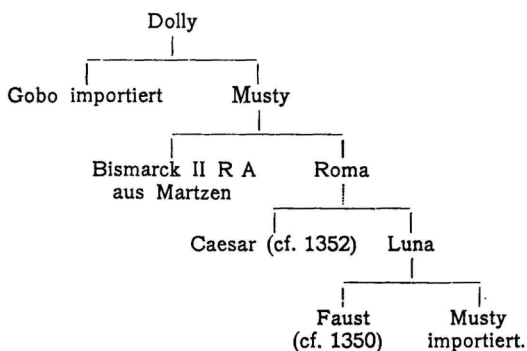 Dolly
Gobo importiert Musty
Bismarck II R A Roma
aus Martzen
Caesar (cf. 1352) Luna
Faust Musty
(cf. 1350) importiert.